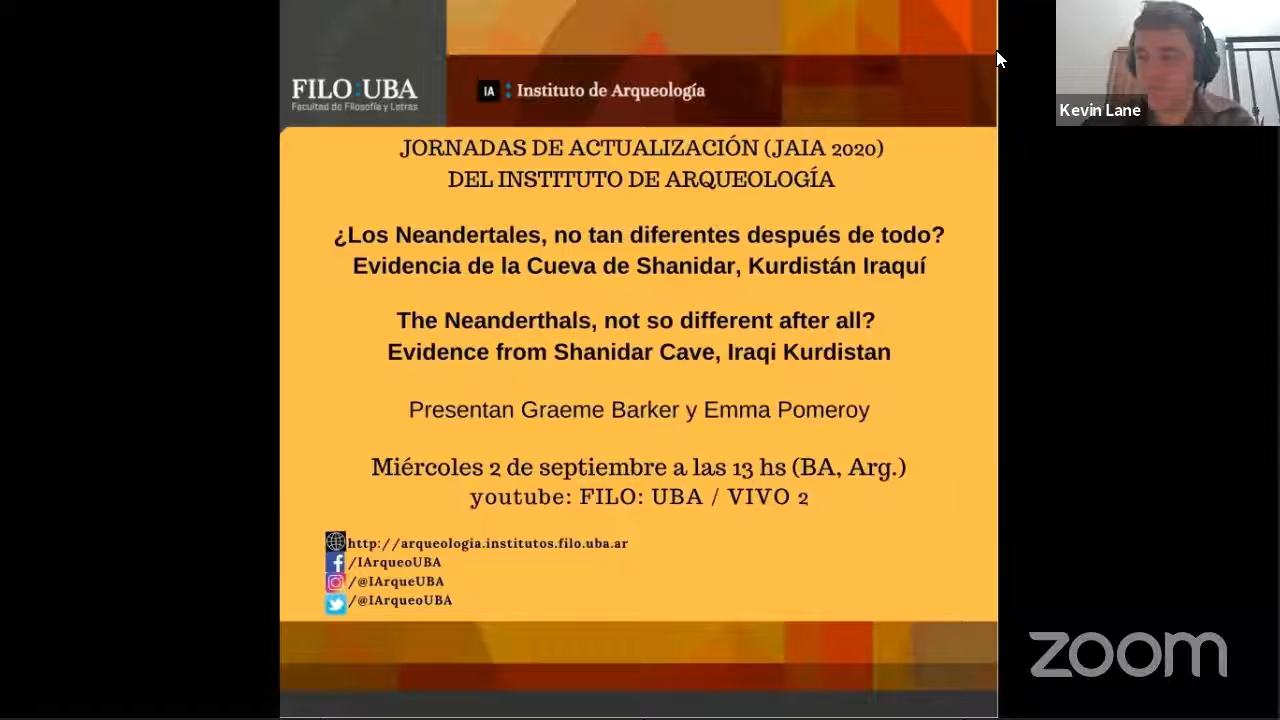 FILO:UBA
Facultad de Filosofía y Letras
IA : Instituto de Arqueología
Kevin Lane
JORNADAS DE ACTUALIZACIÓN (JAIA 2020)
DEL INSTITUTO DE ARQUEOLOGÍA
¿Los Neandertales, no tan diferentes después de todo?
Evidencia de la Cueva de Shanidar, Kurdistán Iraquí
The Neanderthals, not so different after all?
Evidence from Shanidar Cave, Iraqi Kurdistan
Presentan Graeme Barker y Emma Pomeroy
Miércoles 2 de septiembre a las 13 hs (BA, Arg.)
youtube: FILO: UBA / VIVO 2
http://arqueologia.institutos.filo.uba.ar
/IArqueoUBA
/@IArqueUBA
/@IArqueoUBA
zoom